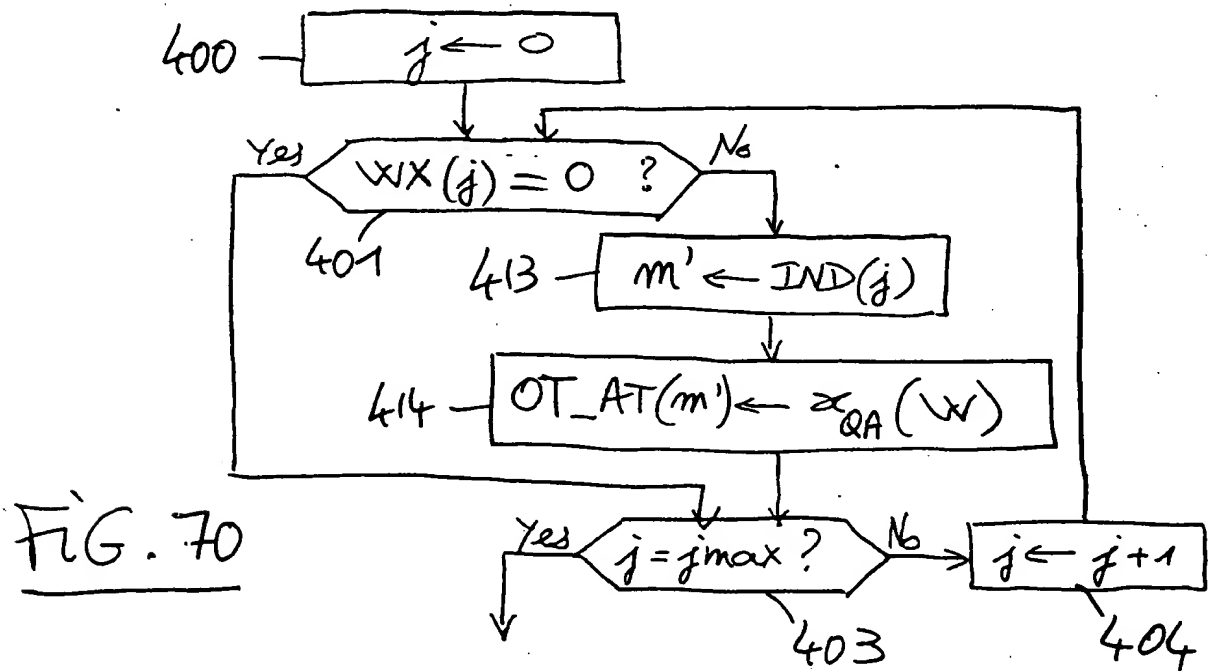 400
j ← 0
Yes
WX(j) = 0 ?
No
401
413
m' ← IND(j)
414
OT_AT(m') ← x_QA(W)
FiG. 70
Yes
j = jmax ?
No
j ← j+1
403
404